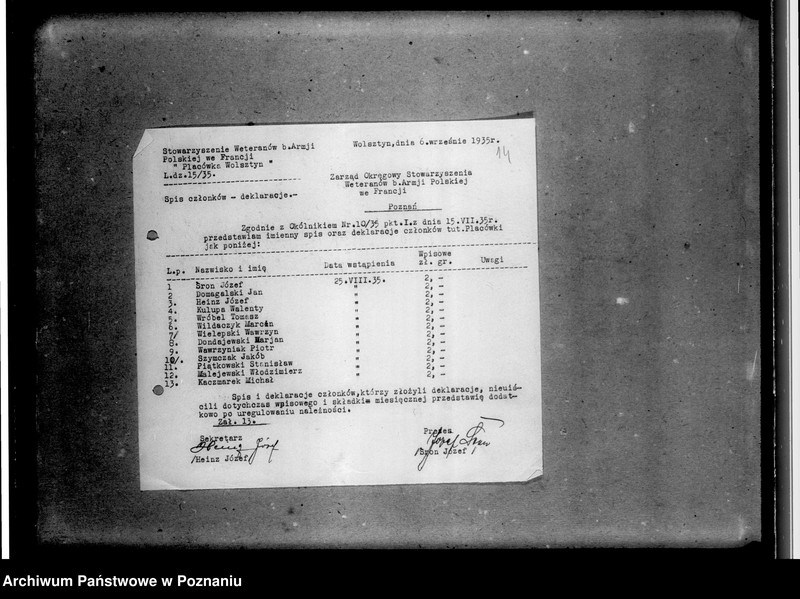 Stowarzyszenie Weteranów b.Armji
Polskiej we Francji
" Placówka Wolsztyn "
L.dz.15/35.
Wolsztyn,dnia 6.wrześnie 1935r.
14
Spis członków - deklaracje.-
Zarząd Okręgowy Stowarzyszenia
Weteranów b.Armji Polskiej
we Francji
Poznań
Zgodnie z Okólnikiem Nr.10/35 pkt.I.z dnia 15.VII.35r.
przedstawiam imienny spis oraz deklaracje członków tut.Placówki
jak poniżej:
L.p. Nazwisko i imię Data wstąpienia Wpisowe zł. gr. Uwagi
1 Sron Józef 25.VIII.35. 2, -
2 Domagalski Jan " 2, -
3. Heinz Józef " 2, -
4. Kulupa Walenty " 2, -
5. Wróbel Tomasz " 2, -
6. Wildaczyk Marcin " 2, -
7/ Wielepski Wawrzyn " 2, -
8. Dondajewski Marjan " 2, -
9. Wawrzyniak Piotr " 2, -
10/. Szymczak Jakób " 2, -
11. Piątkowski Stanisław " 2, -
12. Malejewski Włodzimierz " 2, -
13. Kaczmarek Michał
Spis i deklaracje członków,którzy złożyli deklaracje, nieuiś-
cili dotychczas wpisowego i składki miesięcznej przedstawię dodat-
kowo po uregulowaniu należności.
Zał. 13.
Sekretarz
Heinz Józef
/Heinz Józef/
Prezes
Józef Sron
/Sron Józef/
Archiwum Państwowe w Poznaniu